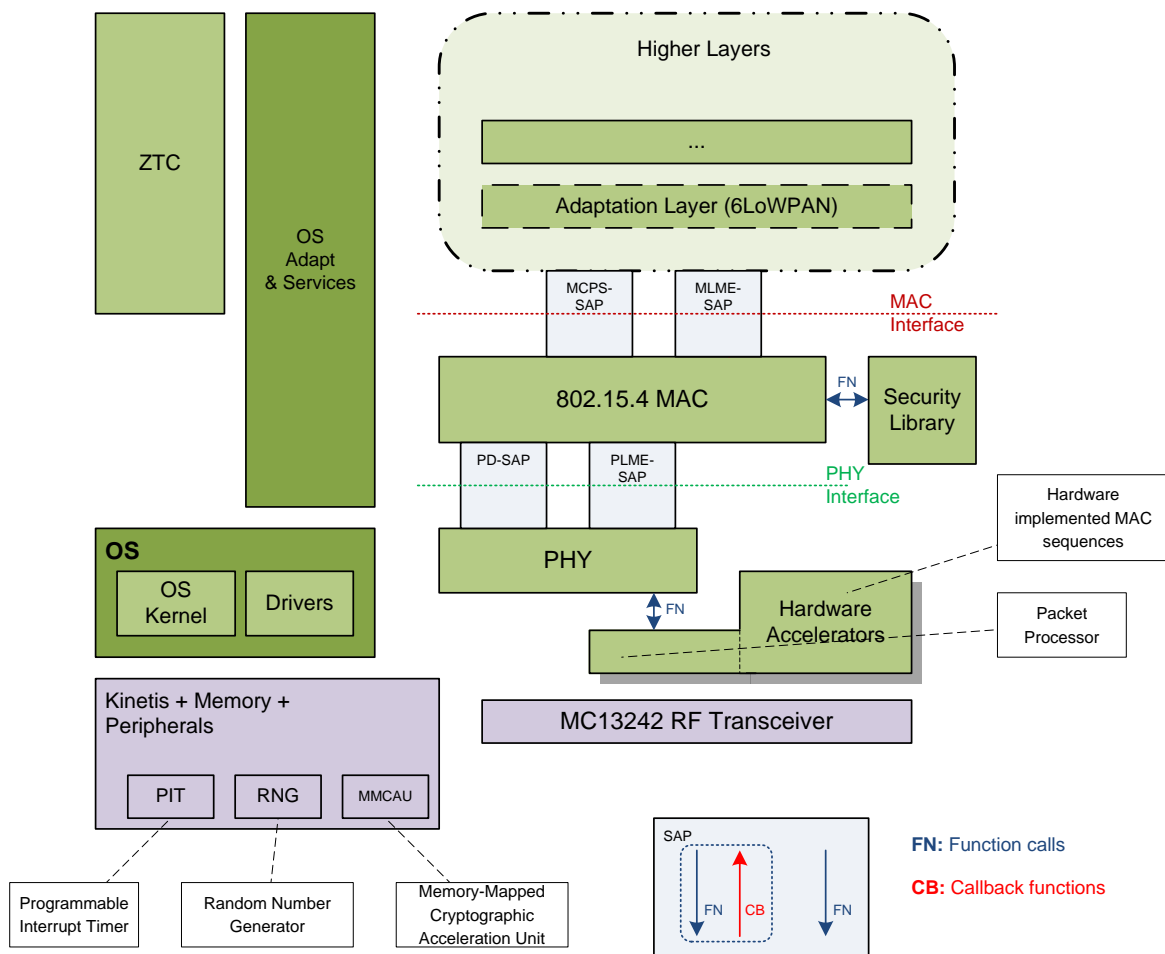 Higher Layers
...
Adaptation Layer (6LoWPAN)
ZTC
OS
Adapt
& Services
MCPS-
SAP
MLME-
SAP
MAC
Interface
802.15.4 MAC
FN
Security
Library
PD-SAP
PLME-
SAP
PHY
Interface
Hardware
implemented MAC
sequences
OS
OS
Kernel
Drivers
PHY
FN
Hardware
Accelerators
Packet
Processor
Kinetis + Memory +
Peripherals
MC13242 RF Transceiver
PIT
RNG
MMCAU
Programmable
Interrupt Timer
Random Number
Generator
Memory-Mapped
Cryptographic
Acceleration Unit
SAP
FN
CB
FN
FN: Function calls
CB: Callback functions